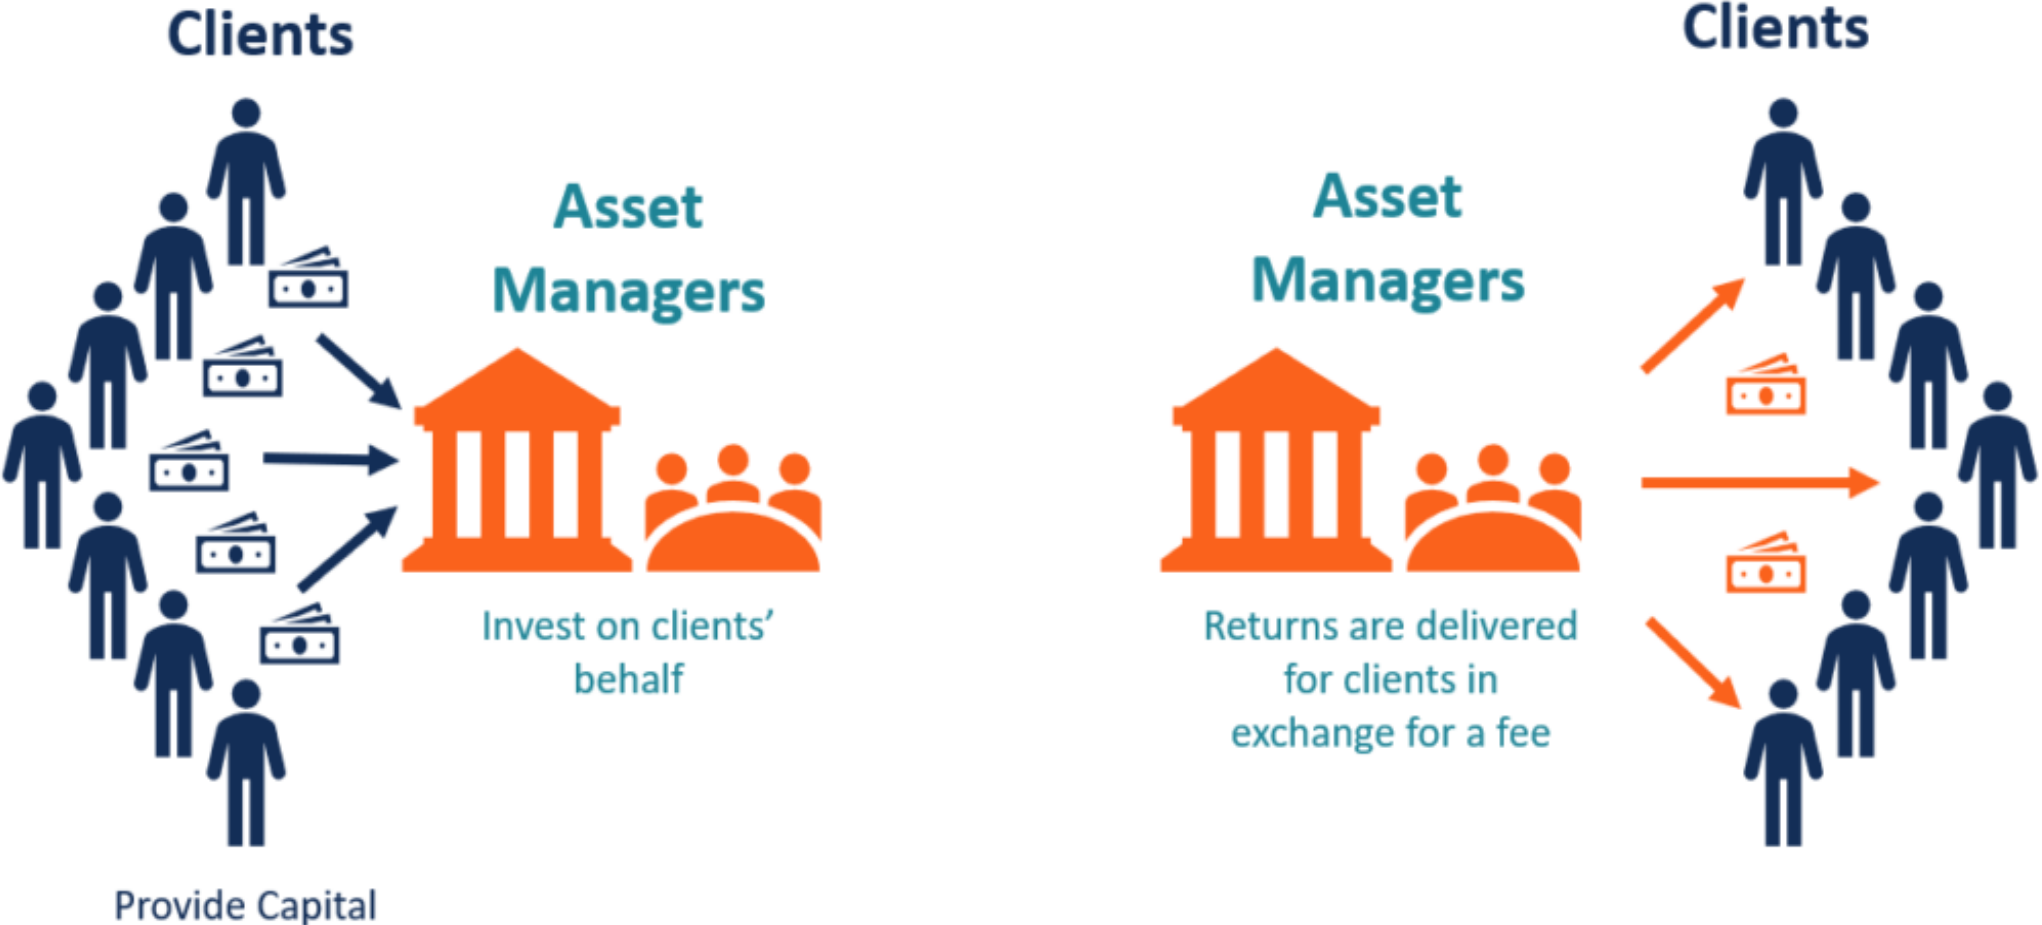 Clients
Asset
Managers
Invest on clients’
behalf
Provide Capital
Clients
Asset
Managers
Returns are delivered
for clients in
exchange for a fee